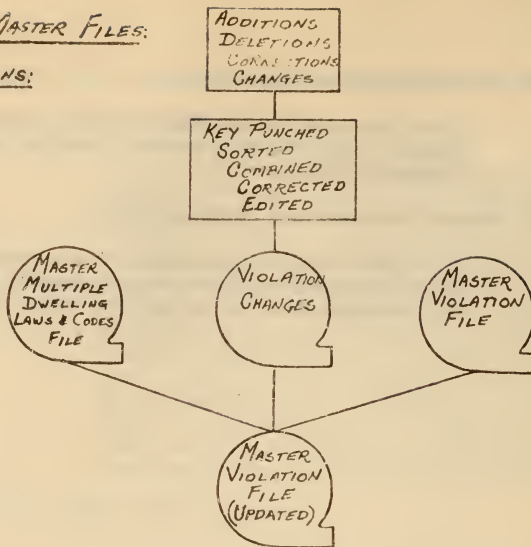 MASTER FILES:
NS:
ADDITIONS
DELETIONS
CORRECTIONS
CHANGES
KEY PUNCHED
SORTED
COMBINED
CORRECTED
EDITED
MASTER
MULTIPLE
DWELLING
LAWS & CODES
FILE
VIOLATION
CHANGES
MASTER
VIOLATION
FILE
MASTER
VIOLATION
FILE
(UPDATED)